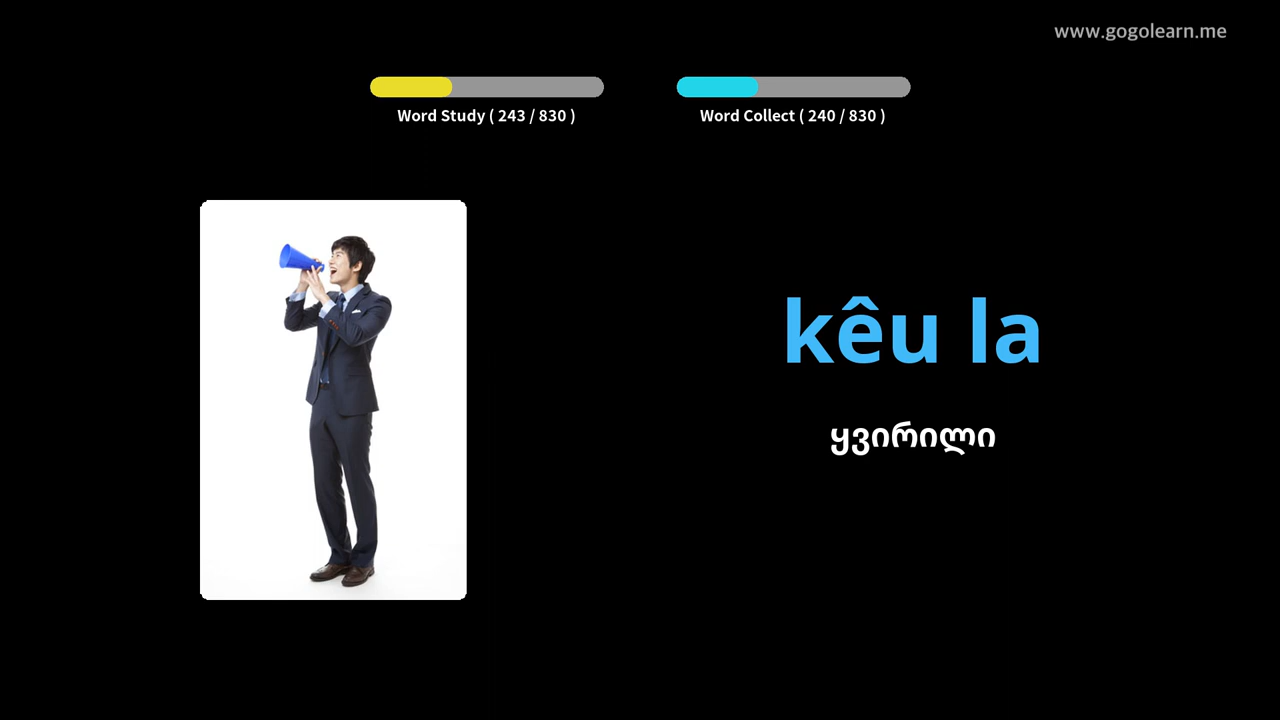 www.gogolearn.me
Word Study ( 243 / 830 )
Word Collect ( 240 / 830 )
kêu la
ყვირილი